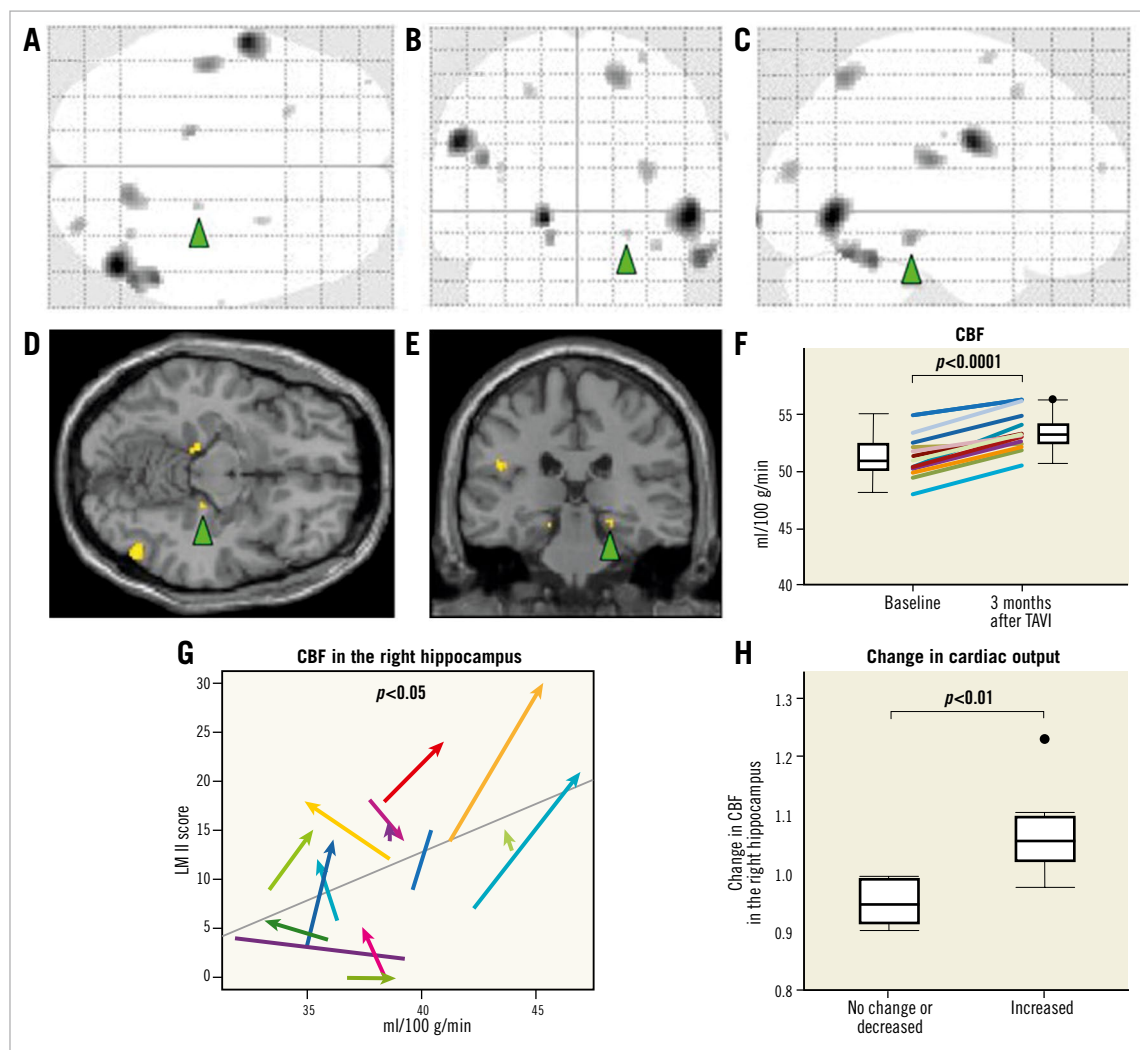 A
B
C
D
E
F
CBF
p<0.0001
ml/100 g/min
55
50
45
40
Baseline
3 months
after TAVI
G
CBF in the right hippocampus
p<0.05
LM II score
30
25
20
15
10
5
0
35
40
45
ml/100 g/min
H
Change in cardiac output
p<0.01
Change in CBF
in the right hippocampus
1.3
1.2
1.1
1.0
0.9
0.8
No change or
decreased
Increased